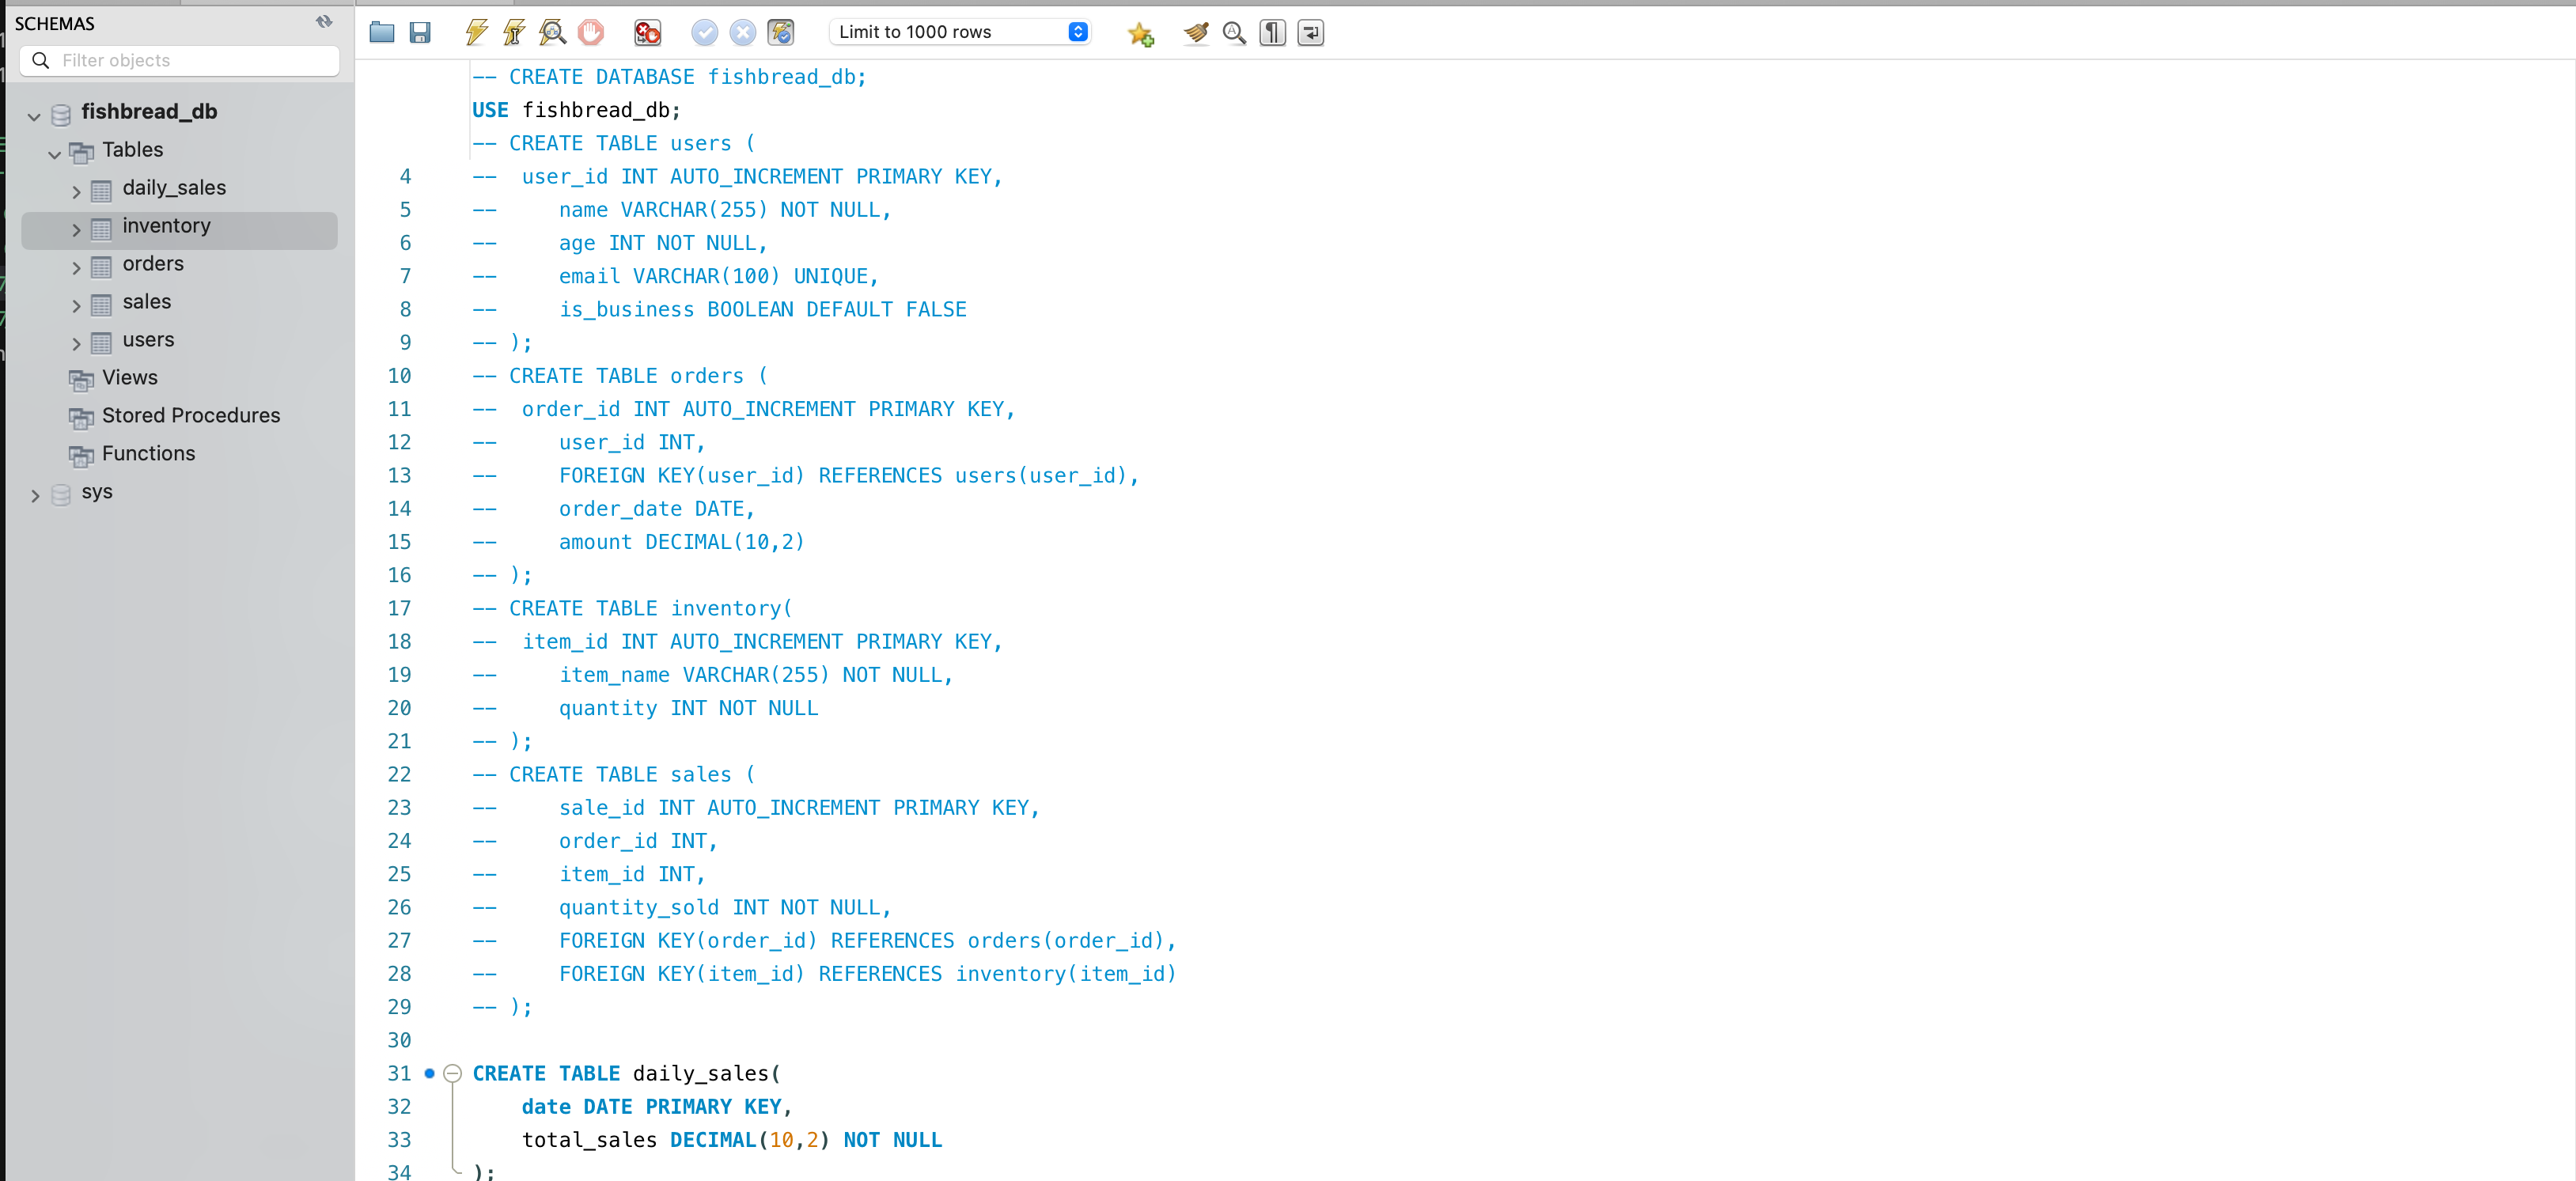 SCHEMAS
Filter objects
fishbread_db
Tables
daily_sales
inventory
orders
sales
users
Views
Stored Procedures
Functions
sys
Limit to 1000 rows
-- CREATE DATABASE fishbread_db;
USE fishbread_db;
-- CREATE TABLE users (
4 --  user_id INT AUTO_INCREMENT PRIMARY KEY,
5 --     name VARCHAR(255) NOT NULL,
6 --     age INT NOT NULL,
7 --     email VARCHAR(100) UNIQUE,
8 --     is_business BOOLEAN DEFAULT FALSE
9 -- );
10 -- CREATE TABLE orders (
11 --  order_id INT AUTO_INCREMENT PRIMARY KEY,
12 --     user_id INT,
13 --     FOREIGN KEY(user_id) REFERENCES users(user_id),
14 --     order_date DATE,
15 --     amount DECIMAL(10,2)
16 -- );
17 -- CREATE TABLE inventory(
18 --  item_id INT AUTO_INCREMENT PRIMARY KEY,
19 --     item_name VARCHAR(255) NOT NULL,
20 --     quantity INT NOT NULL
21 -- );
22 -- CREATE TABLE sales (
23 --     sale_id INT AUTO_INCREMENT PRIMARY KEY,
24 --     order_id INT,
25 --     item_id INT,
26 --     quantity_sold INT NOT NULL,
27 --     FOREIGN KEY(order_id) REFERENCES orders(order_id),
28 --     FOREIGN KEY(item_id) REFERENCES inventory(item_id)
29 -- );
30
31 CREATE TABLE daily_sales(
32     date DATE PRIMARY KEY,
33     total_sales DECIMAL(10,2) NOT NULL
34 );